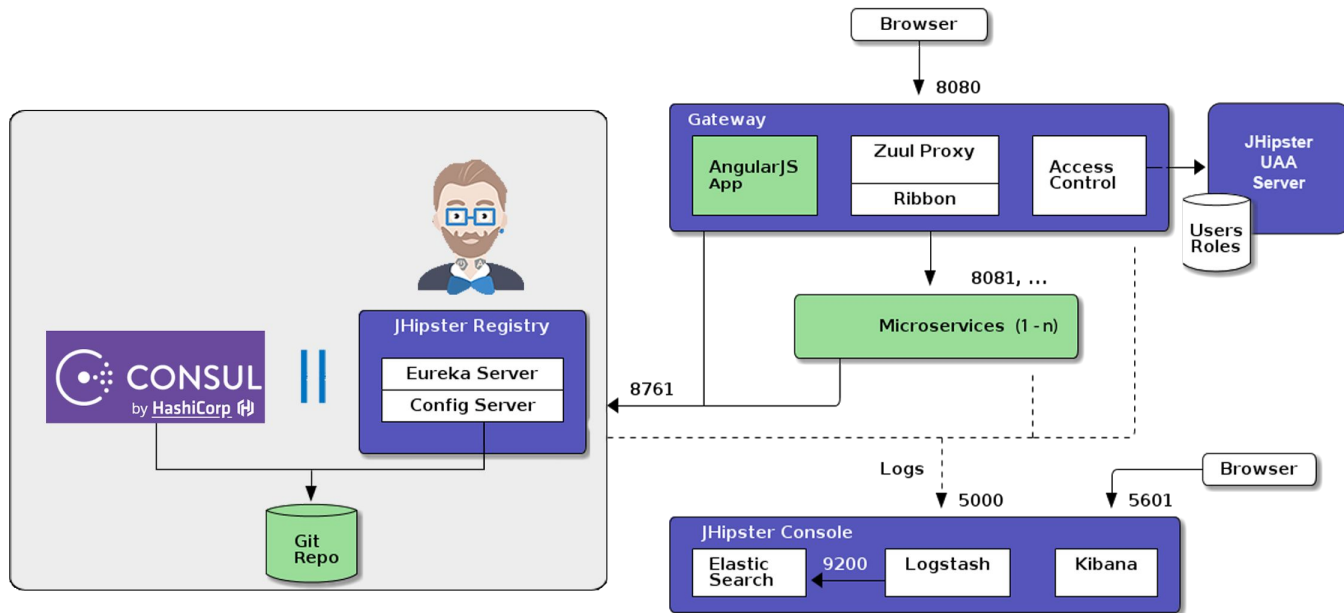 Browser
8080
Gateway
AngularJS
App
Zuul Proxy
Ribbon
Access
Control
JHipster
UAA
Server
Users
Roles
8081, ...
Microservices (1-n)
JHipster Registry
Eureka Server
Config Server
CONSUL
by HashiCorp
8761
Git
Repo
Logs
5000
5601
Browser
JHipster Console
Elastic
Search
9200
Logstash
Kibana